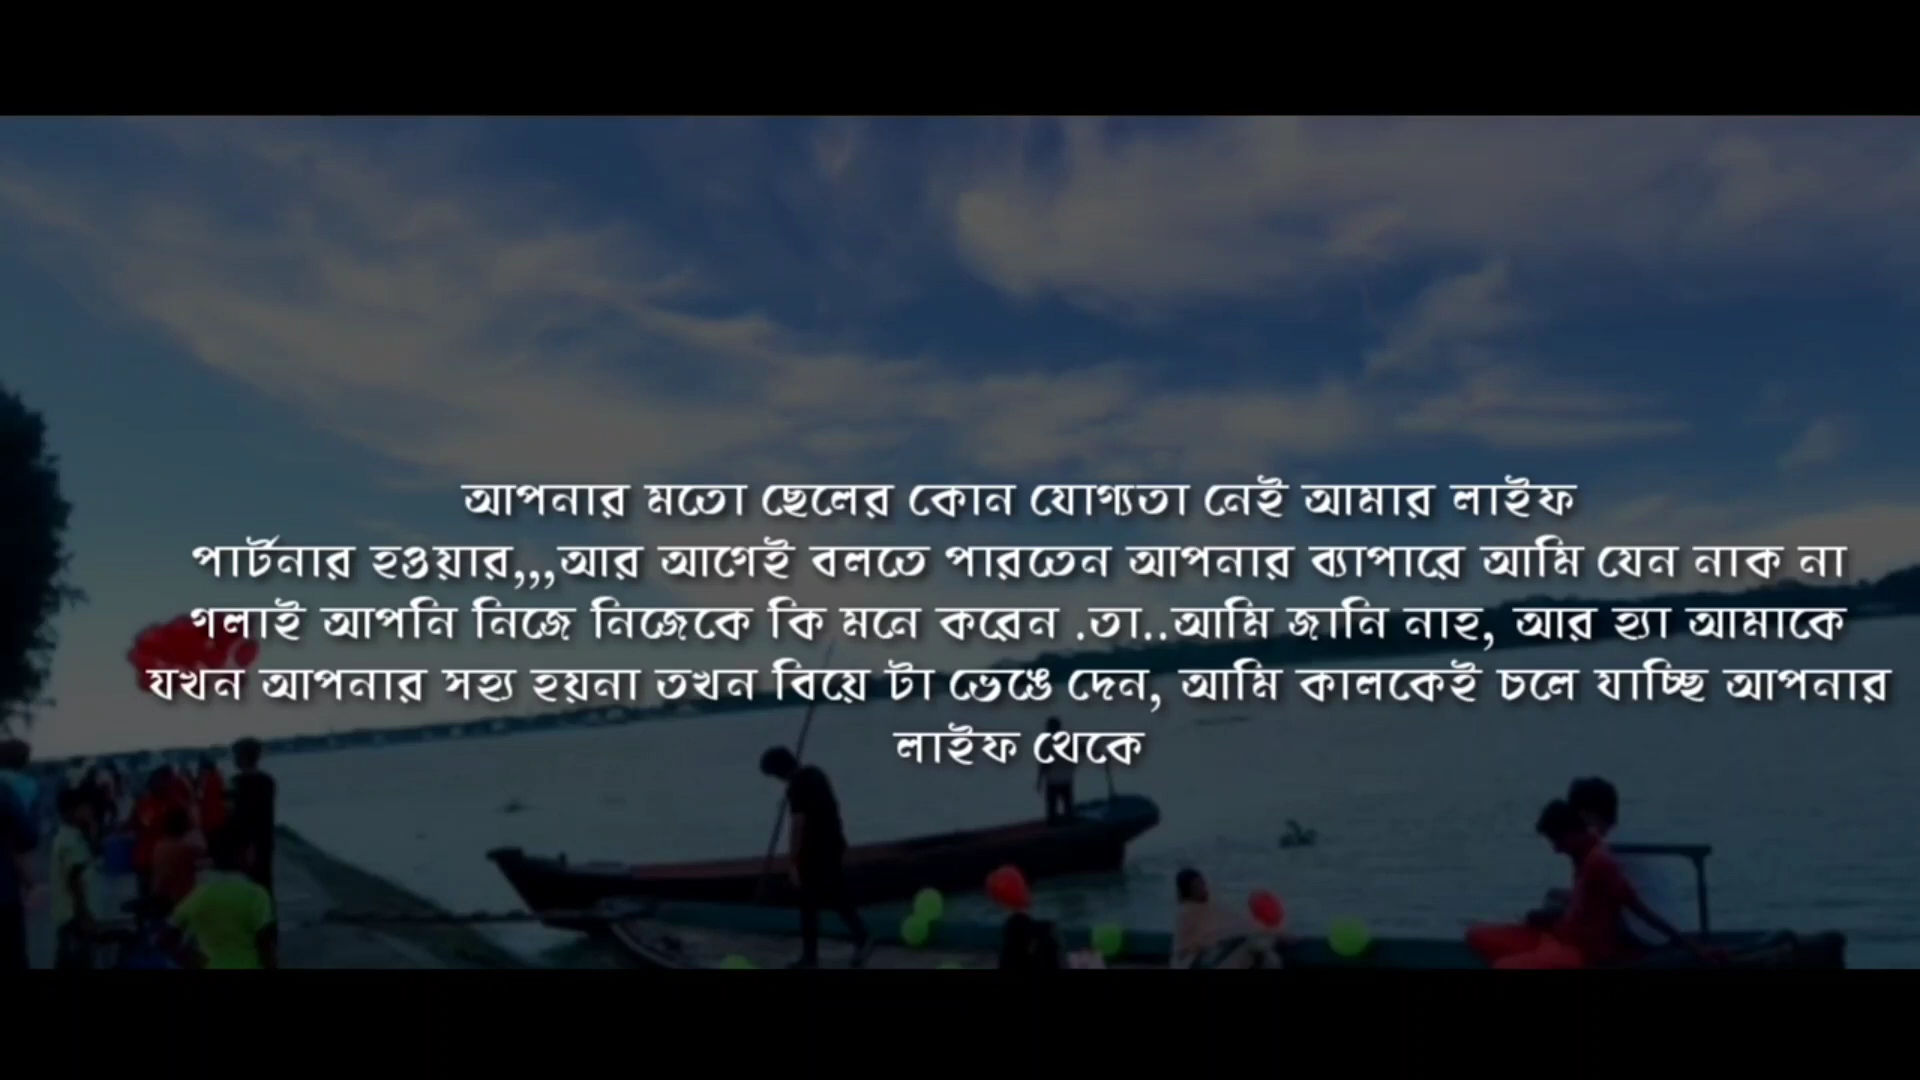 আপনার মতো ছেলের কোন যোগ্যতা নেই আমার লাইফ
পার্টনার হওয়ার,,,আর আগেই বলতে পারতেন আপনার ব্যাপারে আমি যেন নাক না
গলাই আপনি নিজে নিজেকে কি মনে করেন .তা..আমি জানি নাহ, আর হ্যা আমাকে
যখন আপনার সহ্য হয়না তখন বিয়ে টা ভেঙে দেন, আমি কালকেই চলে যাচ্ছি আপনার
লাইফ থেকে